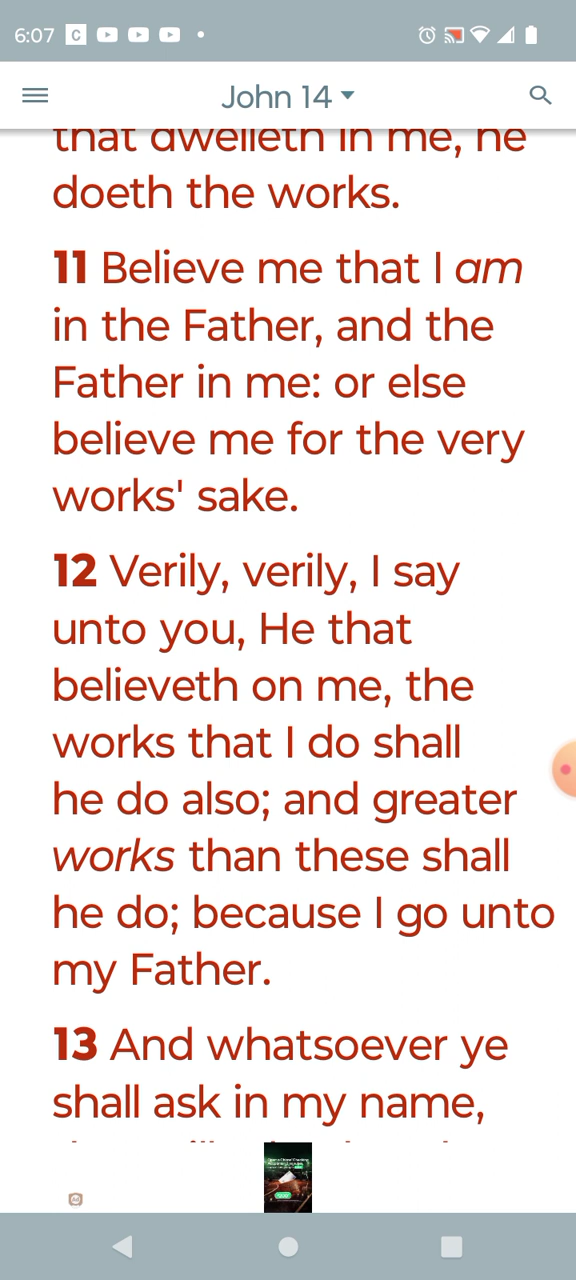 6:07
John 14
that dwelleth in me, he
doeth the works.
11 Believe me that I am
in the Father, and the
Father in me: or else
believe me for the very
works' sake.
12 Verily, verily, I say
unto you, He that
believeth on me, the
works that I do shall
he do also; and greater
works than these shall
he do; because I go unto
my Father.
13 And whatsoever ye
shall ask in my name,